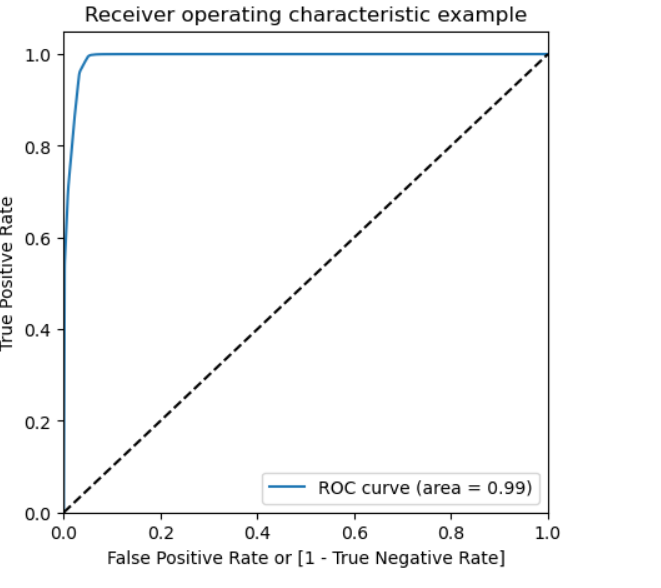 Receiver operating characteristic example
1.0
0.8
0.6
0.4
0.2
0.0
True Positive Rate
ROC curve (area = 0.99)
0.0 0.2 0.4 0.6 0.8 1.0
False Positive Rate or [1 - True Negative Rate]